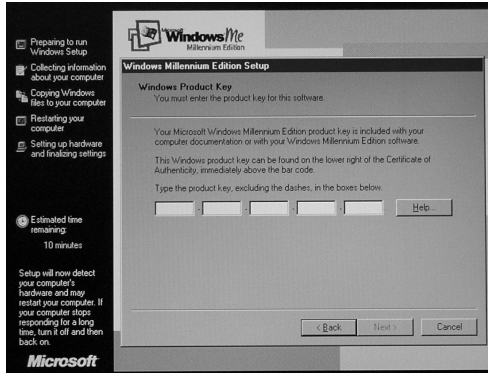 Preparing to run
Windows Setup
Collecting information
about your computer
Copying Windows
files to your computer
Restarting your
computer
Setting up hardware
and finalizing settings
Estimated time
remaining:
10 minutes
Setup will now detect
your computer's
hardware and may
restart your computer. If
your computer stops
responding for a long
time, turn it off and then
back on.
Microsoft
Microsoft
Windows Me
Millennium Edition
Windows Millennium Edition Setup
Windows Product Key
You must enter the product key for this software.
Your Microsoft Windows Millennium Edition product key is included with your
computer documentation or with your Windows Millennium Edition software.
This Windows product key can be found on the lower right of the Certificate of
Authenticity, immediately above the bar code.
Type the product key, excluding the dashes, in the boxes below.
- - - -
Help...
< Back Next > Cancel